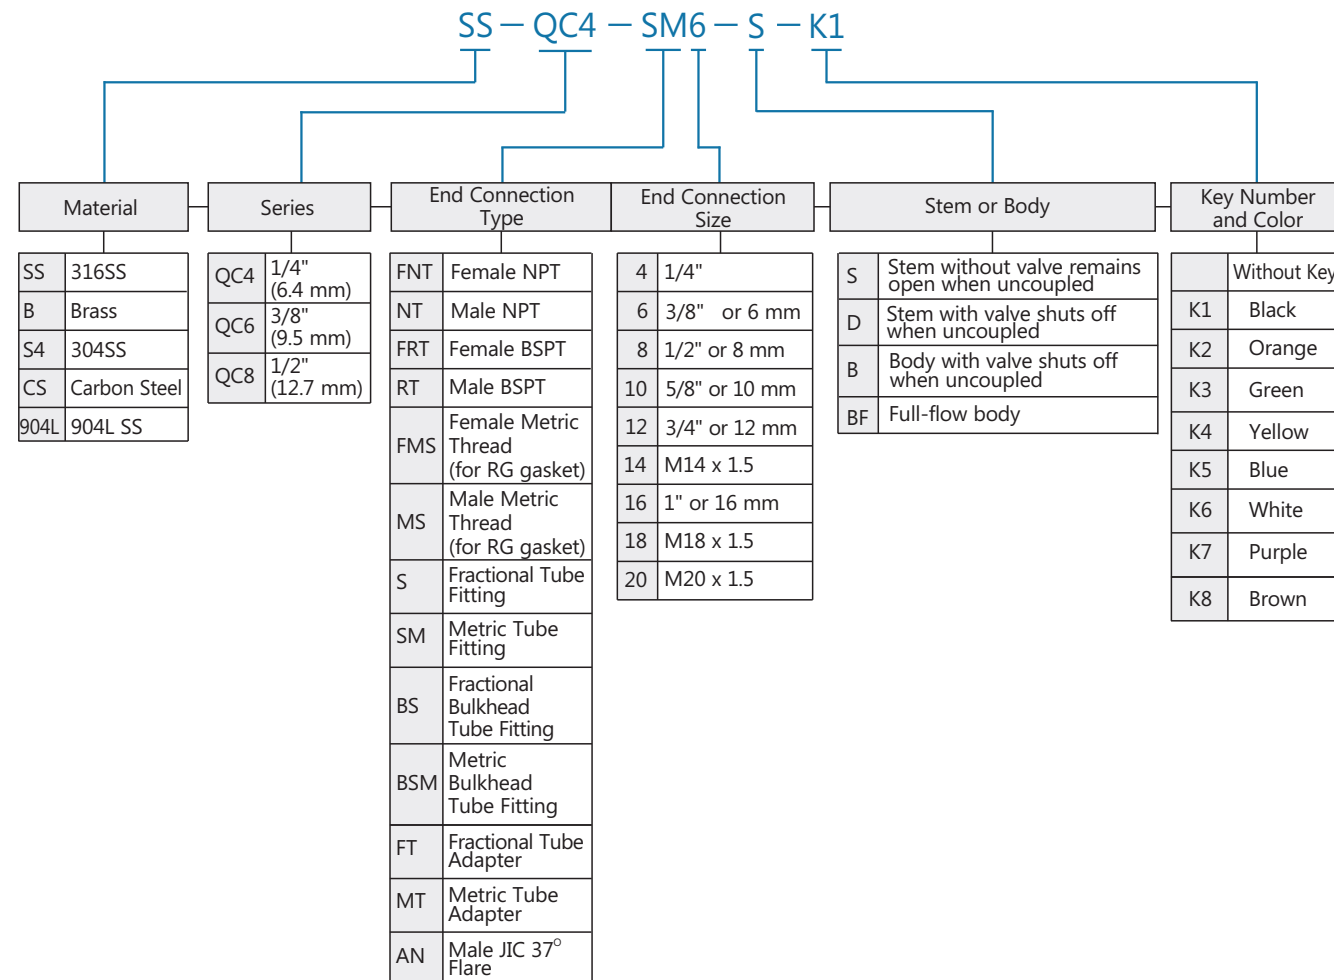 SS — QC4 — SM6 — S — K1
Material
Series
End Connection
Type
End Connection
Size
Stem or Body
Key Number
and Color
SS 316SS
B Brass
S4 304SS
CS Carbon Steel
904L 904L SS
QC4 1/4"
(6.4 mm)
QC6 3/8"
(9.5 mm)
QC8 1/2"
(12.7 mm)
FNT Female NPT
NT Male NPT
FRT Female BSPT
RT Male BSPT
FMS Female Metric
Thread
(for RG gasket)
MS Male Metric
Thread
(for RG gasket)
S Fractional Tube
Fitting
SM Metric Tube
Fitting
BS Fractional
Bulkhead
Tube Fitting
BSM Metric
Bulkhead
Tube Fitting
FT Fractional Tube
Adapter
MT Metric Tube
Adapter
AN Male JIC 37°
Flare
4 1/4"
6 3/8" or 6 mm
8 1/2" or 8 mm
10 5/8" or 10 mm
12 3/4" or 12 mm
14 M14 x 1.5
16 1" or 16 mm
18 M18 x 1.5
20 M20 x 1.5
S Stem without valve remains
open when uncoupled
D Stem with valve shuts off
when uncoupled
B Body with valve shuts off
when uncoupled
BF Full-flow body
Without Key
K1 Black
K2 Orange
K3 Green
K4 Yellow
K5 Blue
K6 White
K7 Purple
K8 Brown